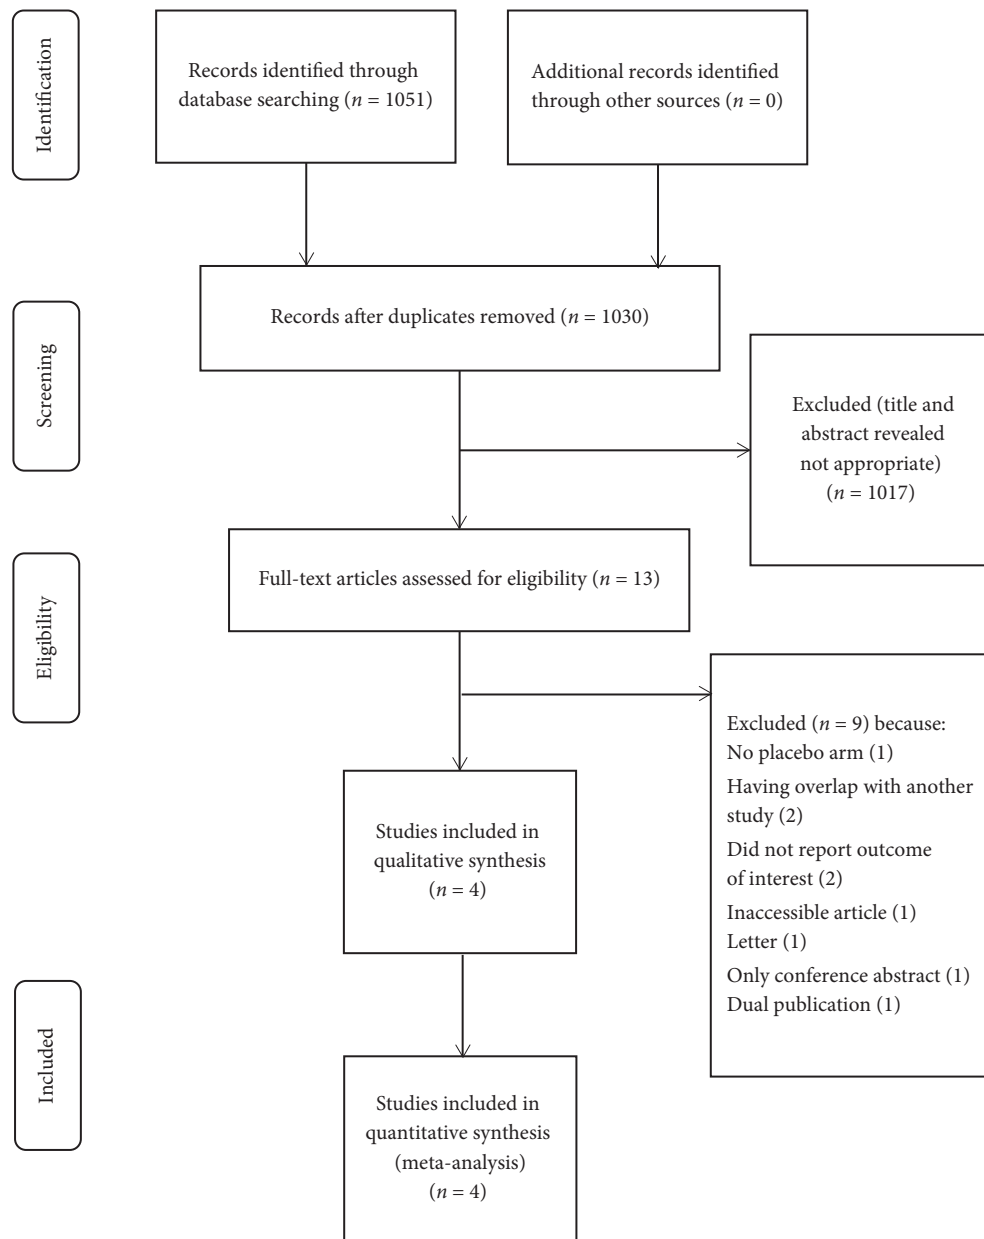 Identification
Records identified through
database searching (n = 1051)
Additional records identified
through other sources (n = 0)
Records after duplicates removed (n = 1030)
Screening
Excluded (title and
abstract revealed
not appropriate)
(n = 1017)
Full-text articles assessed for eligibility (n = 13)
Eligibility
Excluded (n = 9) because:
No placebo arm (1)
Having overlap with another
study (2)
Did not report outcome
of interest (2)
Inaccessible article (1)
Letter (1)
Only conference abstract (1)
Dual publication (1)
Studies included in
qualitative synthesis
(n = 4)
Included
Studies included in
quantitative synthesis
(meta-analysis)
(n = 4)